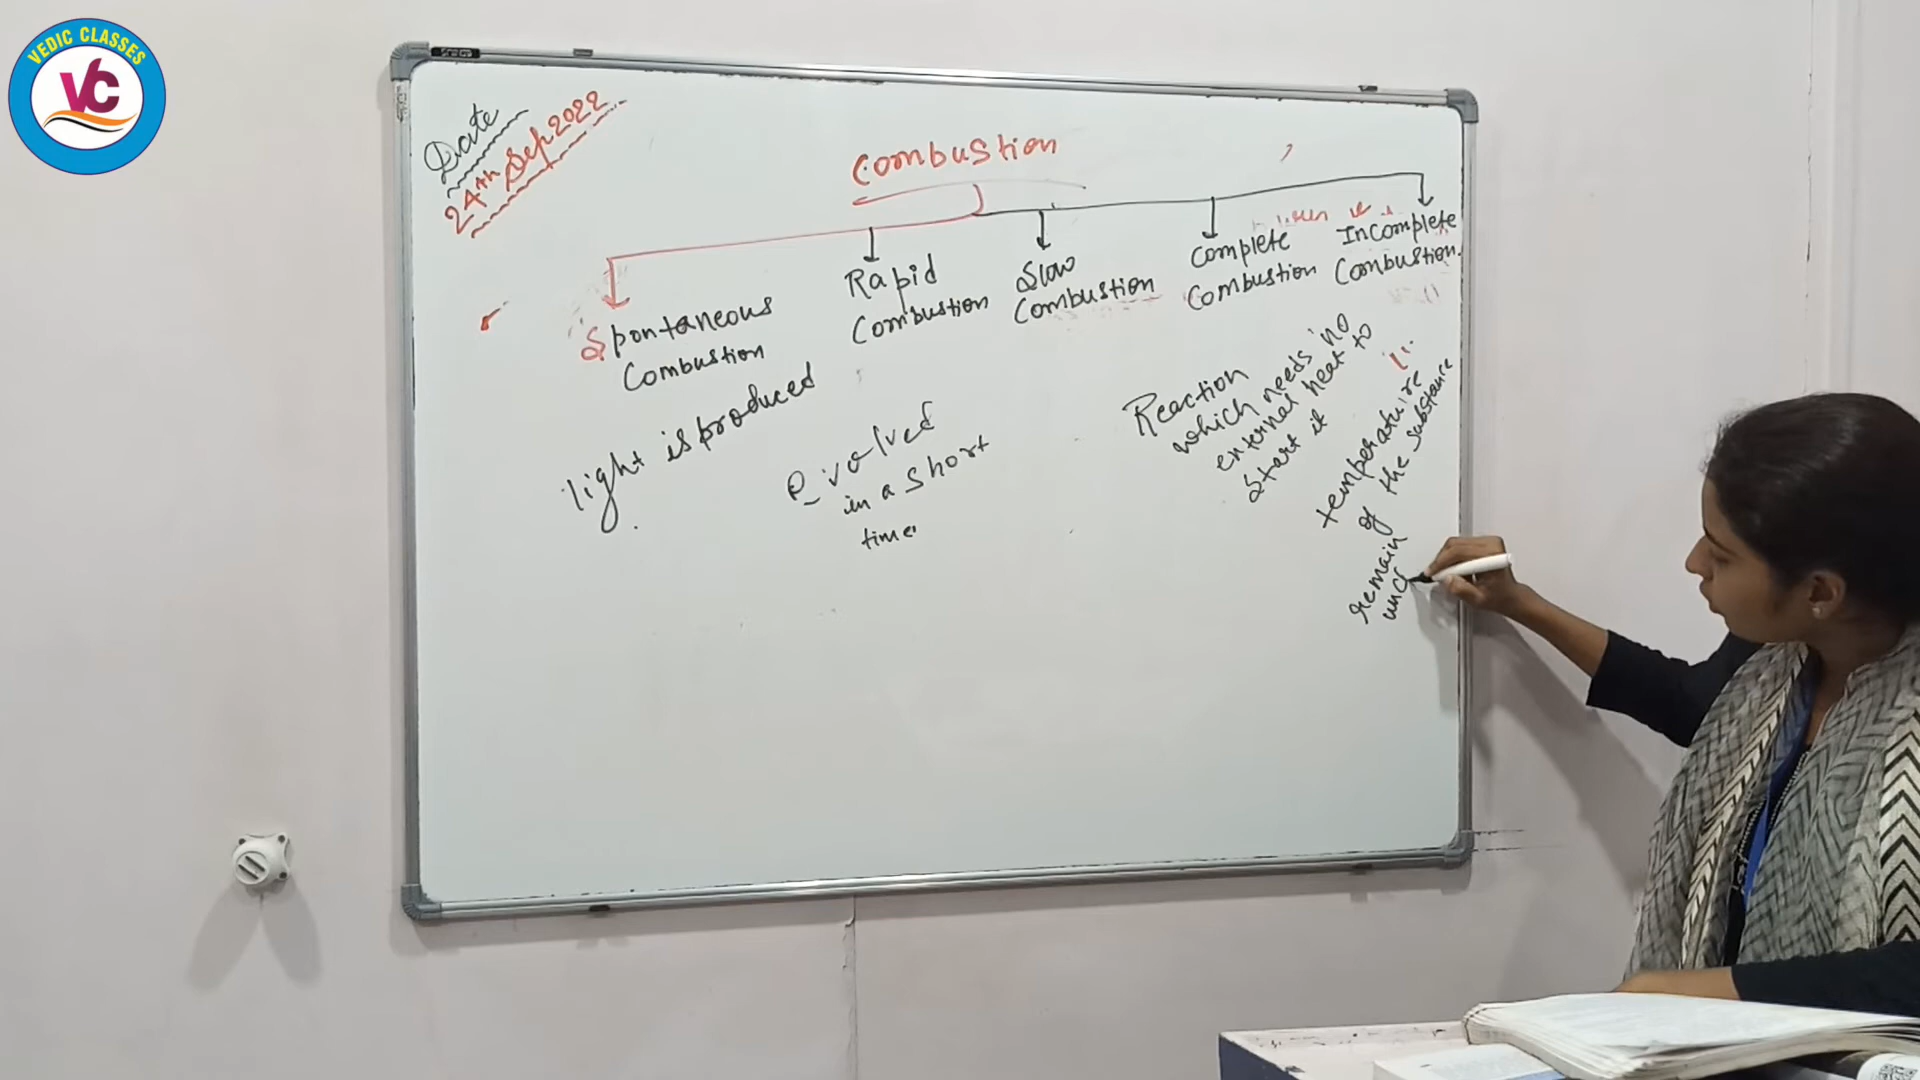 VEDIC CLASSES
VC
Date
24th Sep 2022
Combustion
Spontaneous
Combustion
Rapid
Combustion
Slow
Combustion
Complete
Combustion
Incomplete
Combustion.
light is produced
evolved
in a short
time
Reaction
which needs no
external heat to
Start it
temperature
of the substance
remain
unc